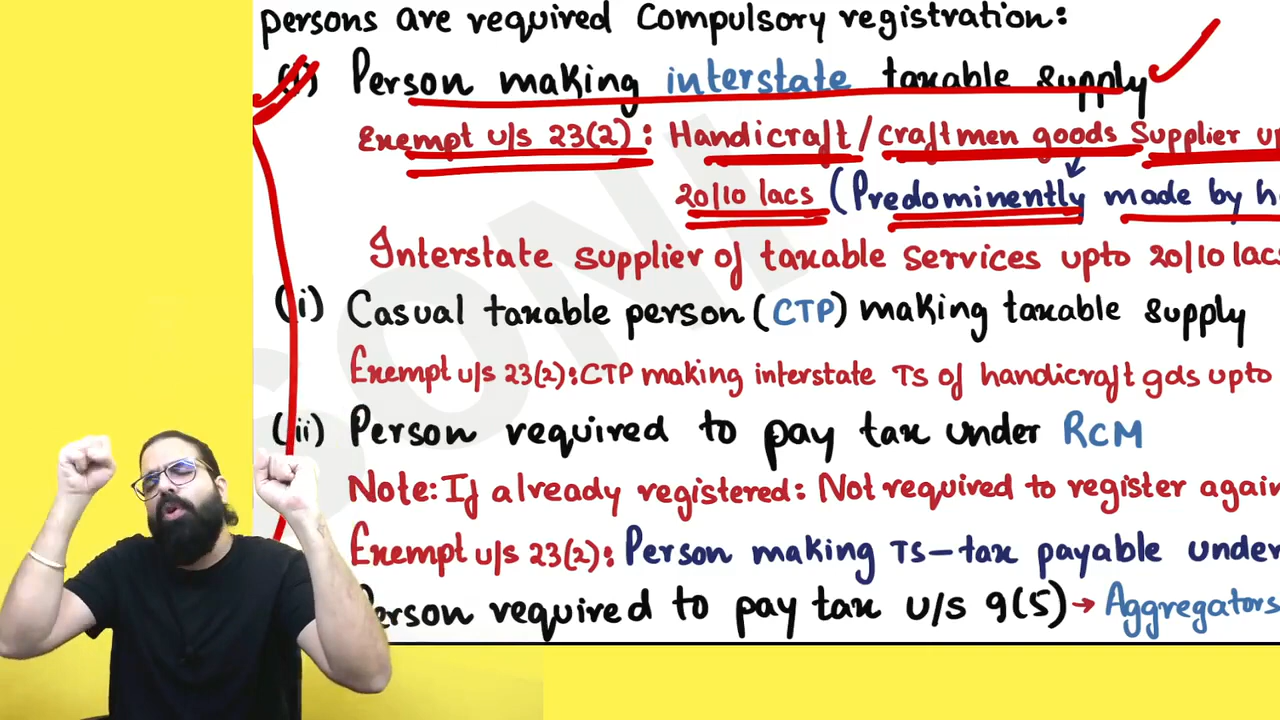 persons are required Compulsory registration:
(i) Person making interstate taxable supply
Exempt u/s 23(2): Handicraft/craftmen goods Supplier up
20/10 lacs (Predominently made by h
Interstate supplier of taxable services upto 20/10 lacs
(i) Casual taxable person (CTP) making taxable supply
Exempt u/s 23(2): CTP making interstate TS of handicraft gds upto
(ii) Person required to pay tax under RCM
Note: If already registered: Not required to register again
Exempt u/s 23(2): Person making TS-tax payable under
Person required to pay tax u/s 9(5) → Aggregators
SONI